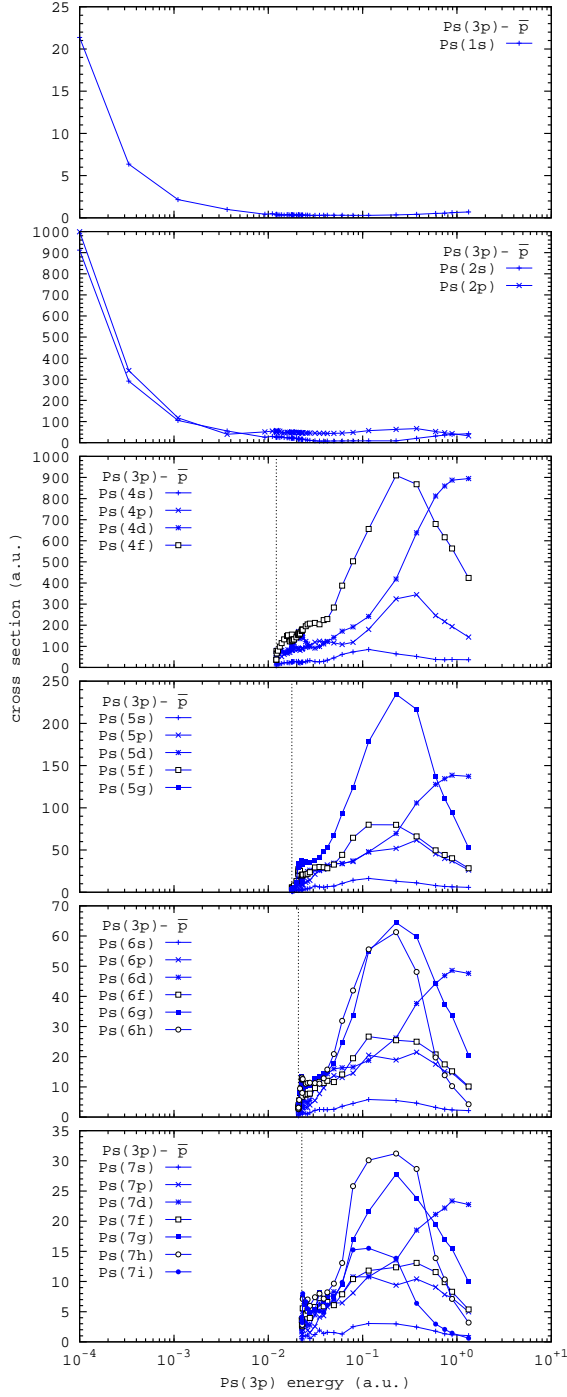 25
20
15
10
5
0
Ps(3p)- p̅
Ps(1s)
1000
900
800
700
600
500
400
300
200
100
0
Ps(3p)- p̅
Ps(2s)
Ps(2p)
900
800
700
600
500
400
300
200
100
0
Ps(3p)- p̅
Ps(4s)
Ps(4p)
Ps(4d)
Ps(4f)
cross section (a.u.)
250
200
150
100
50
0
Ps(3p)- p̅
Ps(5s)
Ps(5p)
Ps(5d)
Ps(5f)
Ps(5g)
70
60
50
40
30
20
10
0
Ps(3p)- p̅
Ps(6s)
Ps(6p)
Ps(6d)
Ps(6f)
Ps(6g)
Ps(6h)
35
30
25
20
15
10
5
0
Ps(3p)- p̅
Ps(7s)
Ps(7p)
Ps(7d)
Ps(7f)
Ps(7g)
Ps(7h)
Ps(7i)
10⁻⁴ 10⁻³ 10⁻² 10⁻¹ 10⁺⁰ 10⁺¹
Ps(3p) energy (a.u.)